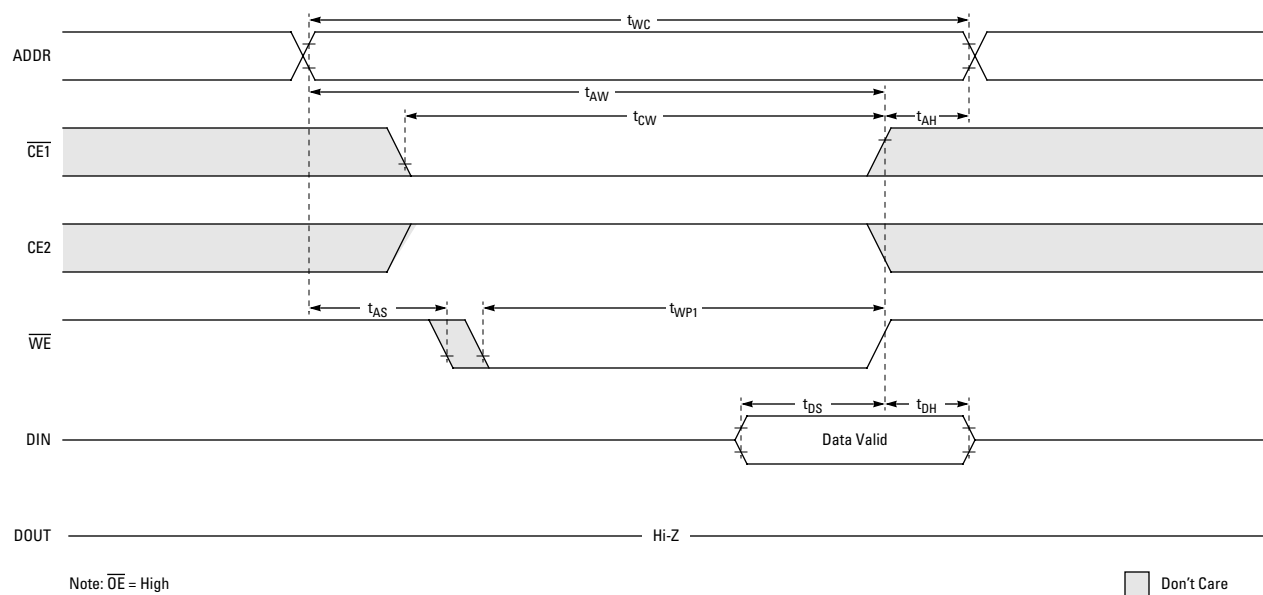 tWC
ADDR
tAW
tCW
tAH
CE1
CE2
tAS
tWP1
WE
tDS
tDH
DIN
Data Valid
DOUT
Hi-Z
Note: OE = High
Don't Care